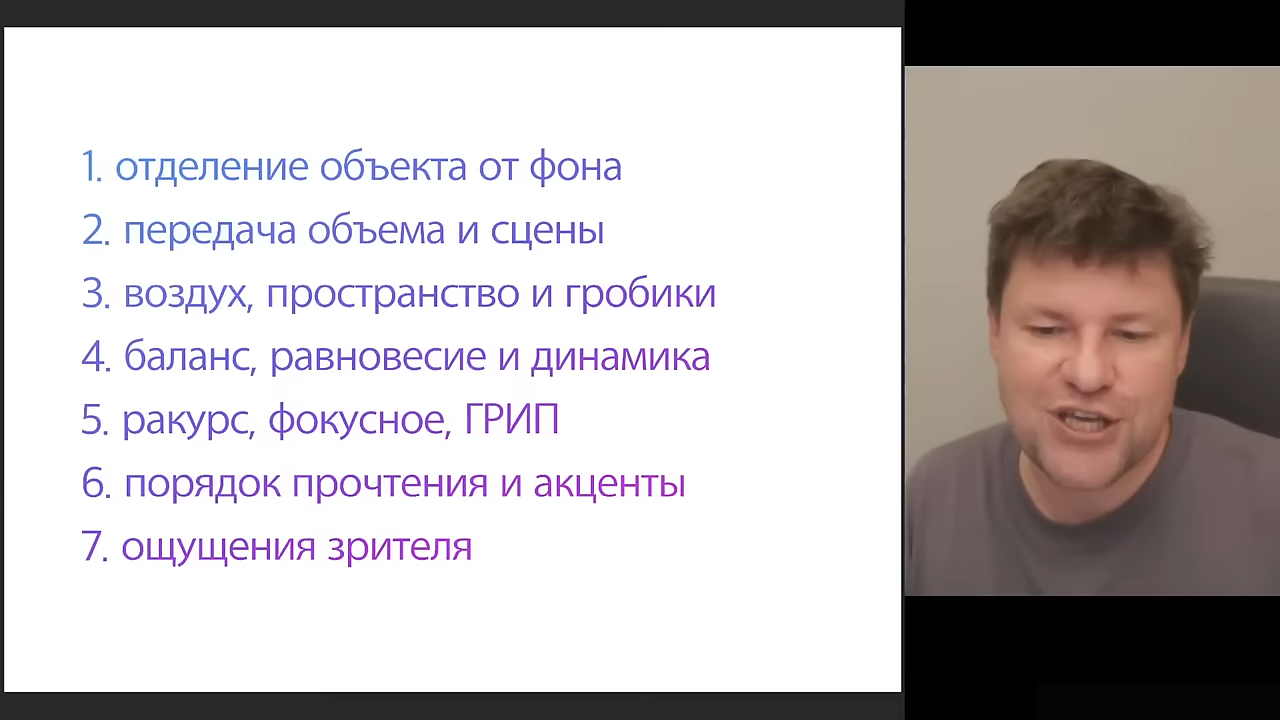 1. отделение объекта от фона
2. передача объема и сцены
3. воздух, пространство и гробики
4. баланс, равновесие и динамика
5. ракурс, фокусное, ГРИП
6. порядок прочтения и акценты
7. ощущения зрителя